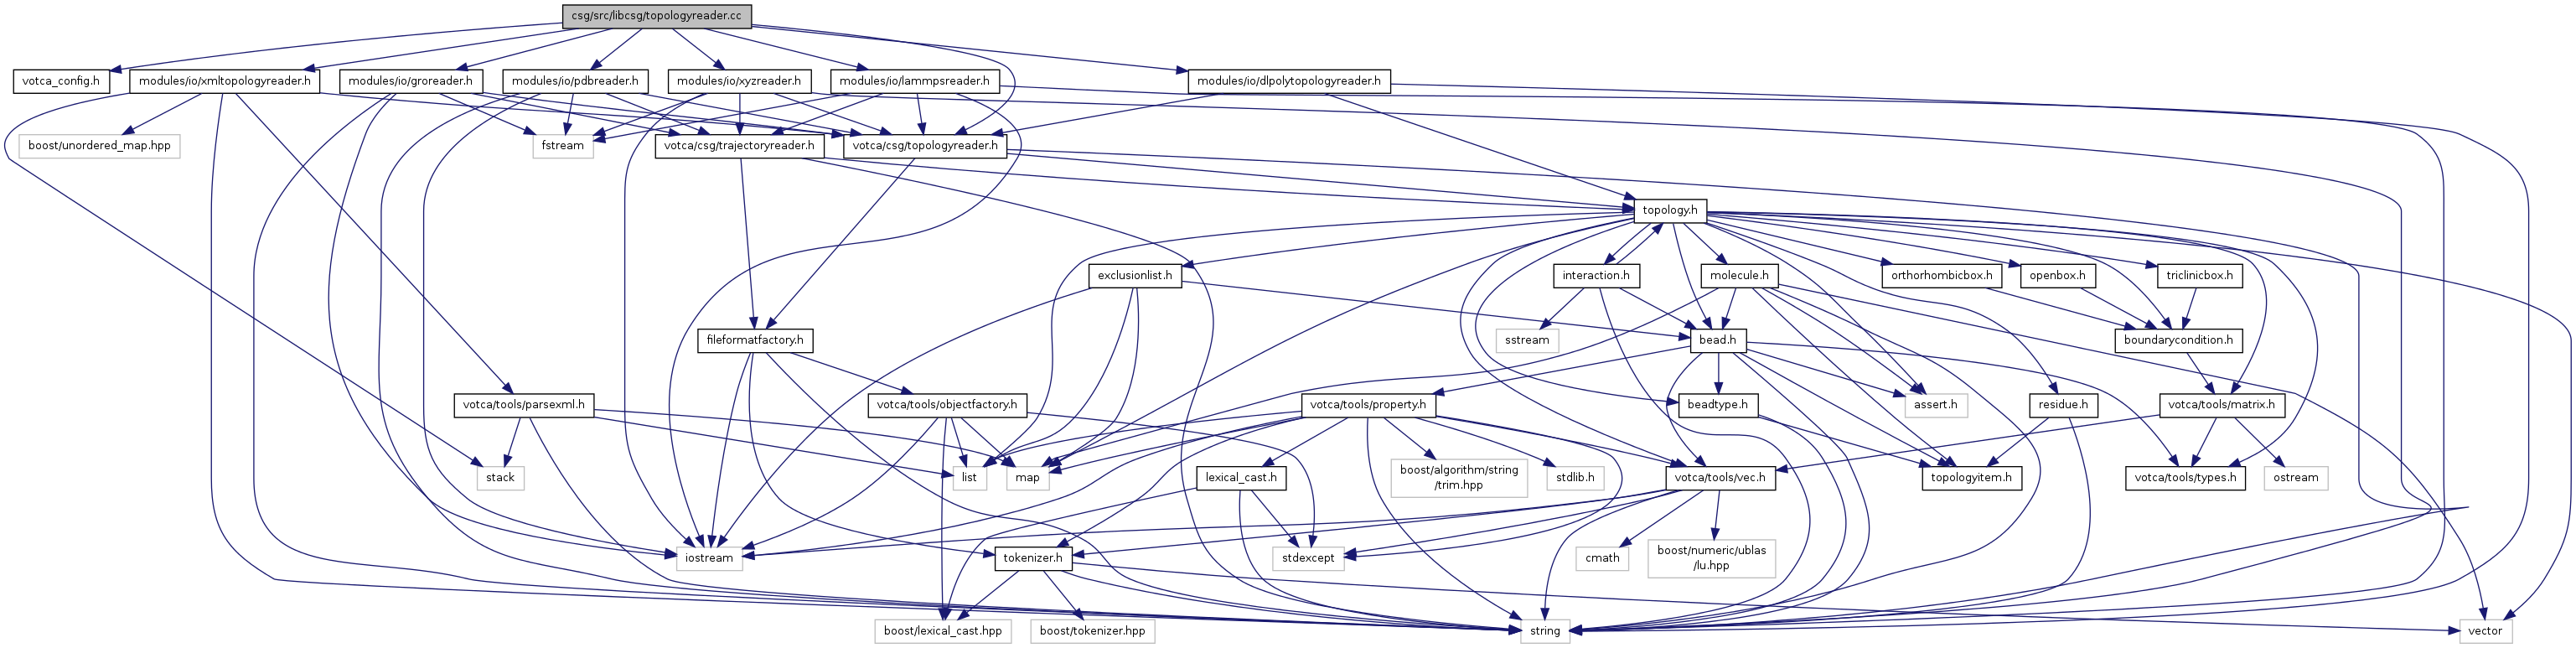 csg/src/libcsg/topologyreader.cc
votca_config.h
modules/io/xmltopologyreader.h
modules/io/groreader.h
modules/io/pdbreader.h
modules/io/xyzreader.h
modules/io/lammpsreader.h
modules/io/dlpolytopologyreader.h
boost/unordered_map.hpp
fstream
votca/csg/trajectoryreader.h
votca/csg/topologyreader.h
topology.h
exclusionlist.h
interaction.h
molecule.h
orthorhombicbox.h
openbox.h
triclinicbox.h
fileformatfactory.h
sstream
bead.h
boundarycondition.h
votca/tools/parsexml.h
votca/tools/objectfactory.h
votca/tools/property.h
beadtype.h
assert.h
residue.h
votca/tools/matrix.h
stack
list
map
lexical_cast.h
boost/algorithm/string
/trim.hpp
stdlib.h
votca/tools/vec.h
topologyitem.h
votca/tools/types.h
ostream
iostream
tokenizer.h
stdexcept
cmath
boost/numeric/ublas
/lu.hpp
boost/lexical_cast.hpp
boost/tokenizer.hpp
string
vector